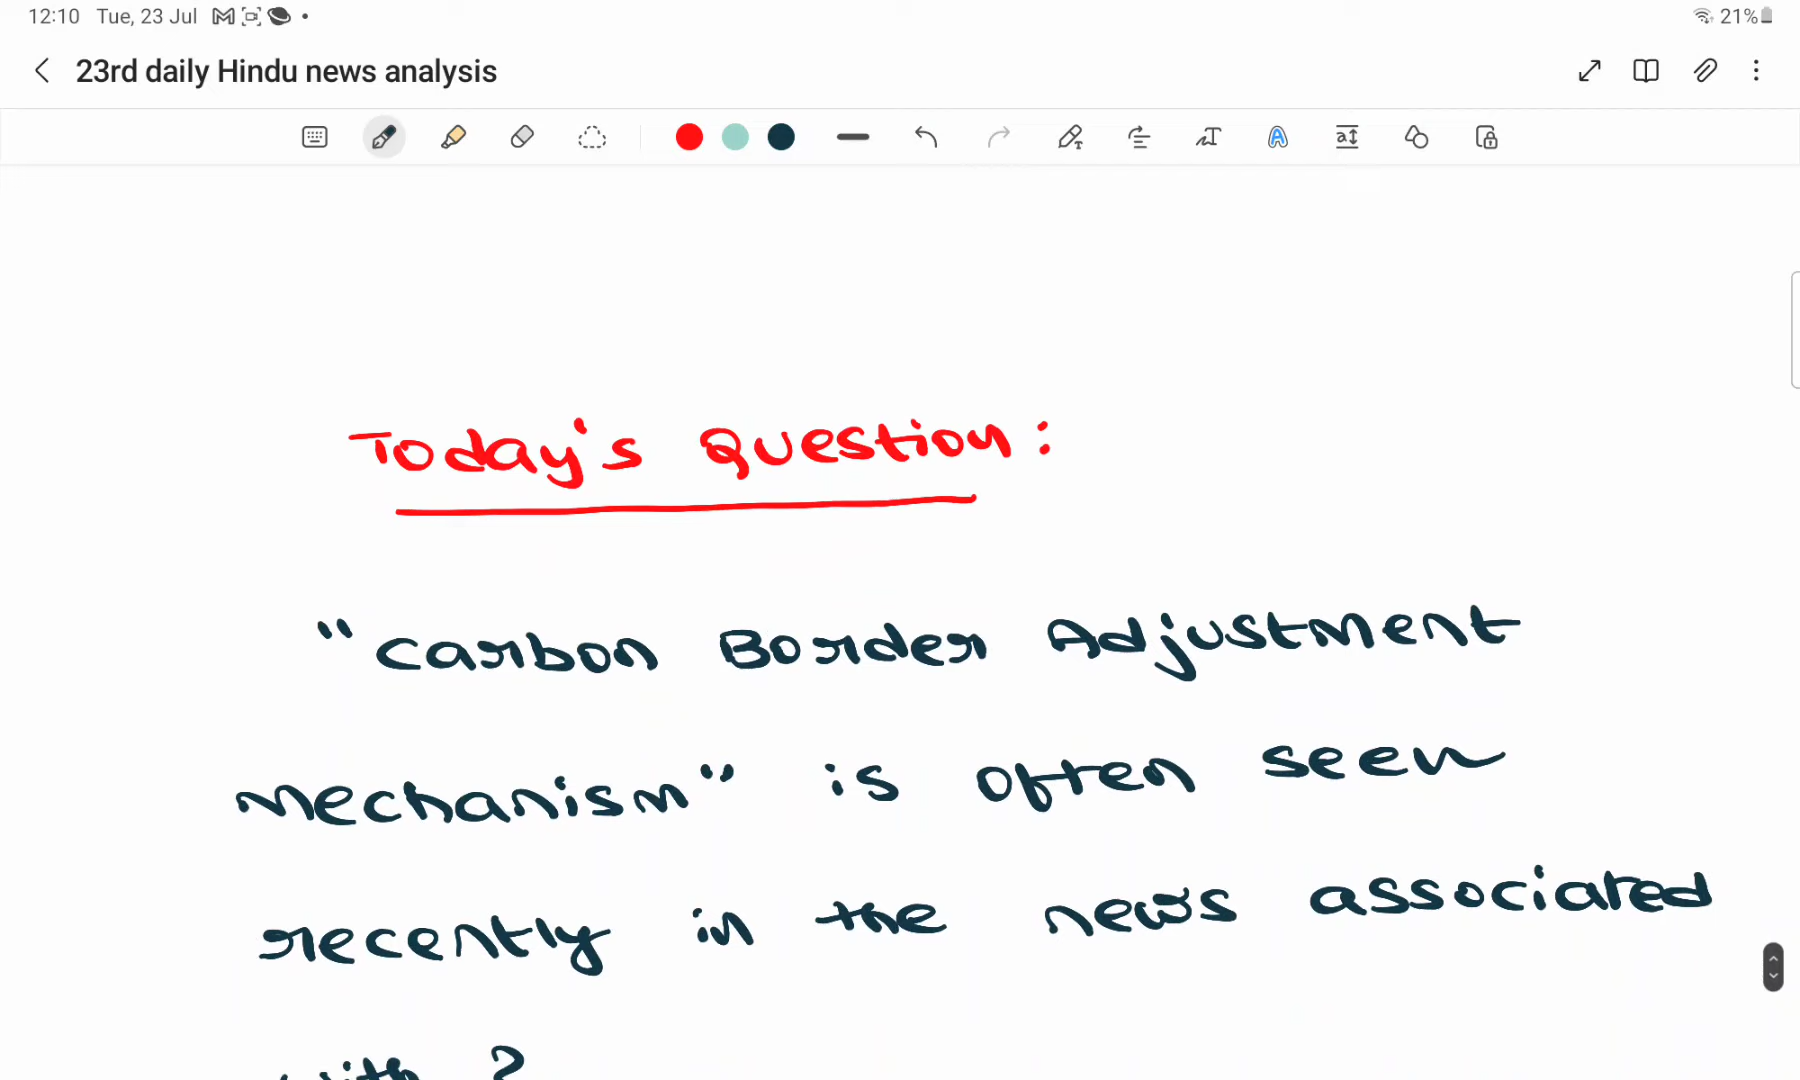 12:10 Tue, 23 Jul
21%
23rd daily Hindu news analysis
Today's Question:
"Carbon Border Adjustment
Mechanism" is often seen
recently in the news associated
with ?